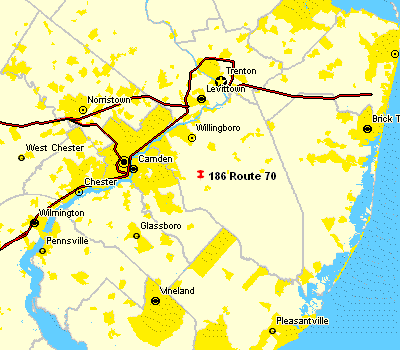 Trenton
Levittown
Norristown
Brick T
Willingboro
West Chester
Camden
186 Route 70
Chester
Wilmington
Glassboro
Pennsville
Vineland
Pleasantville